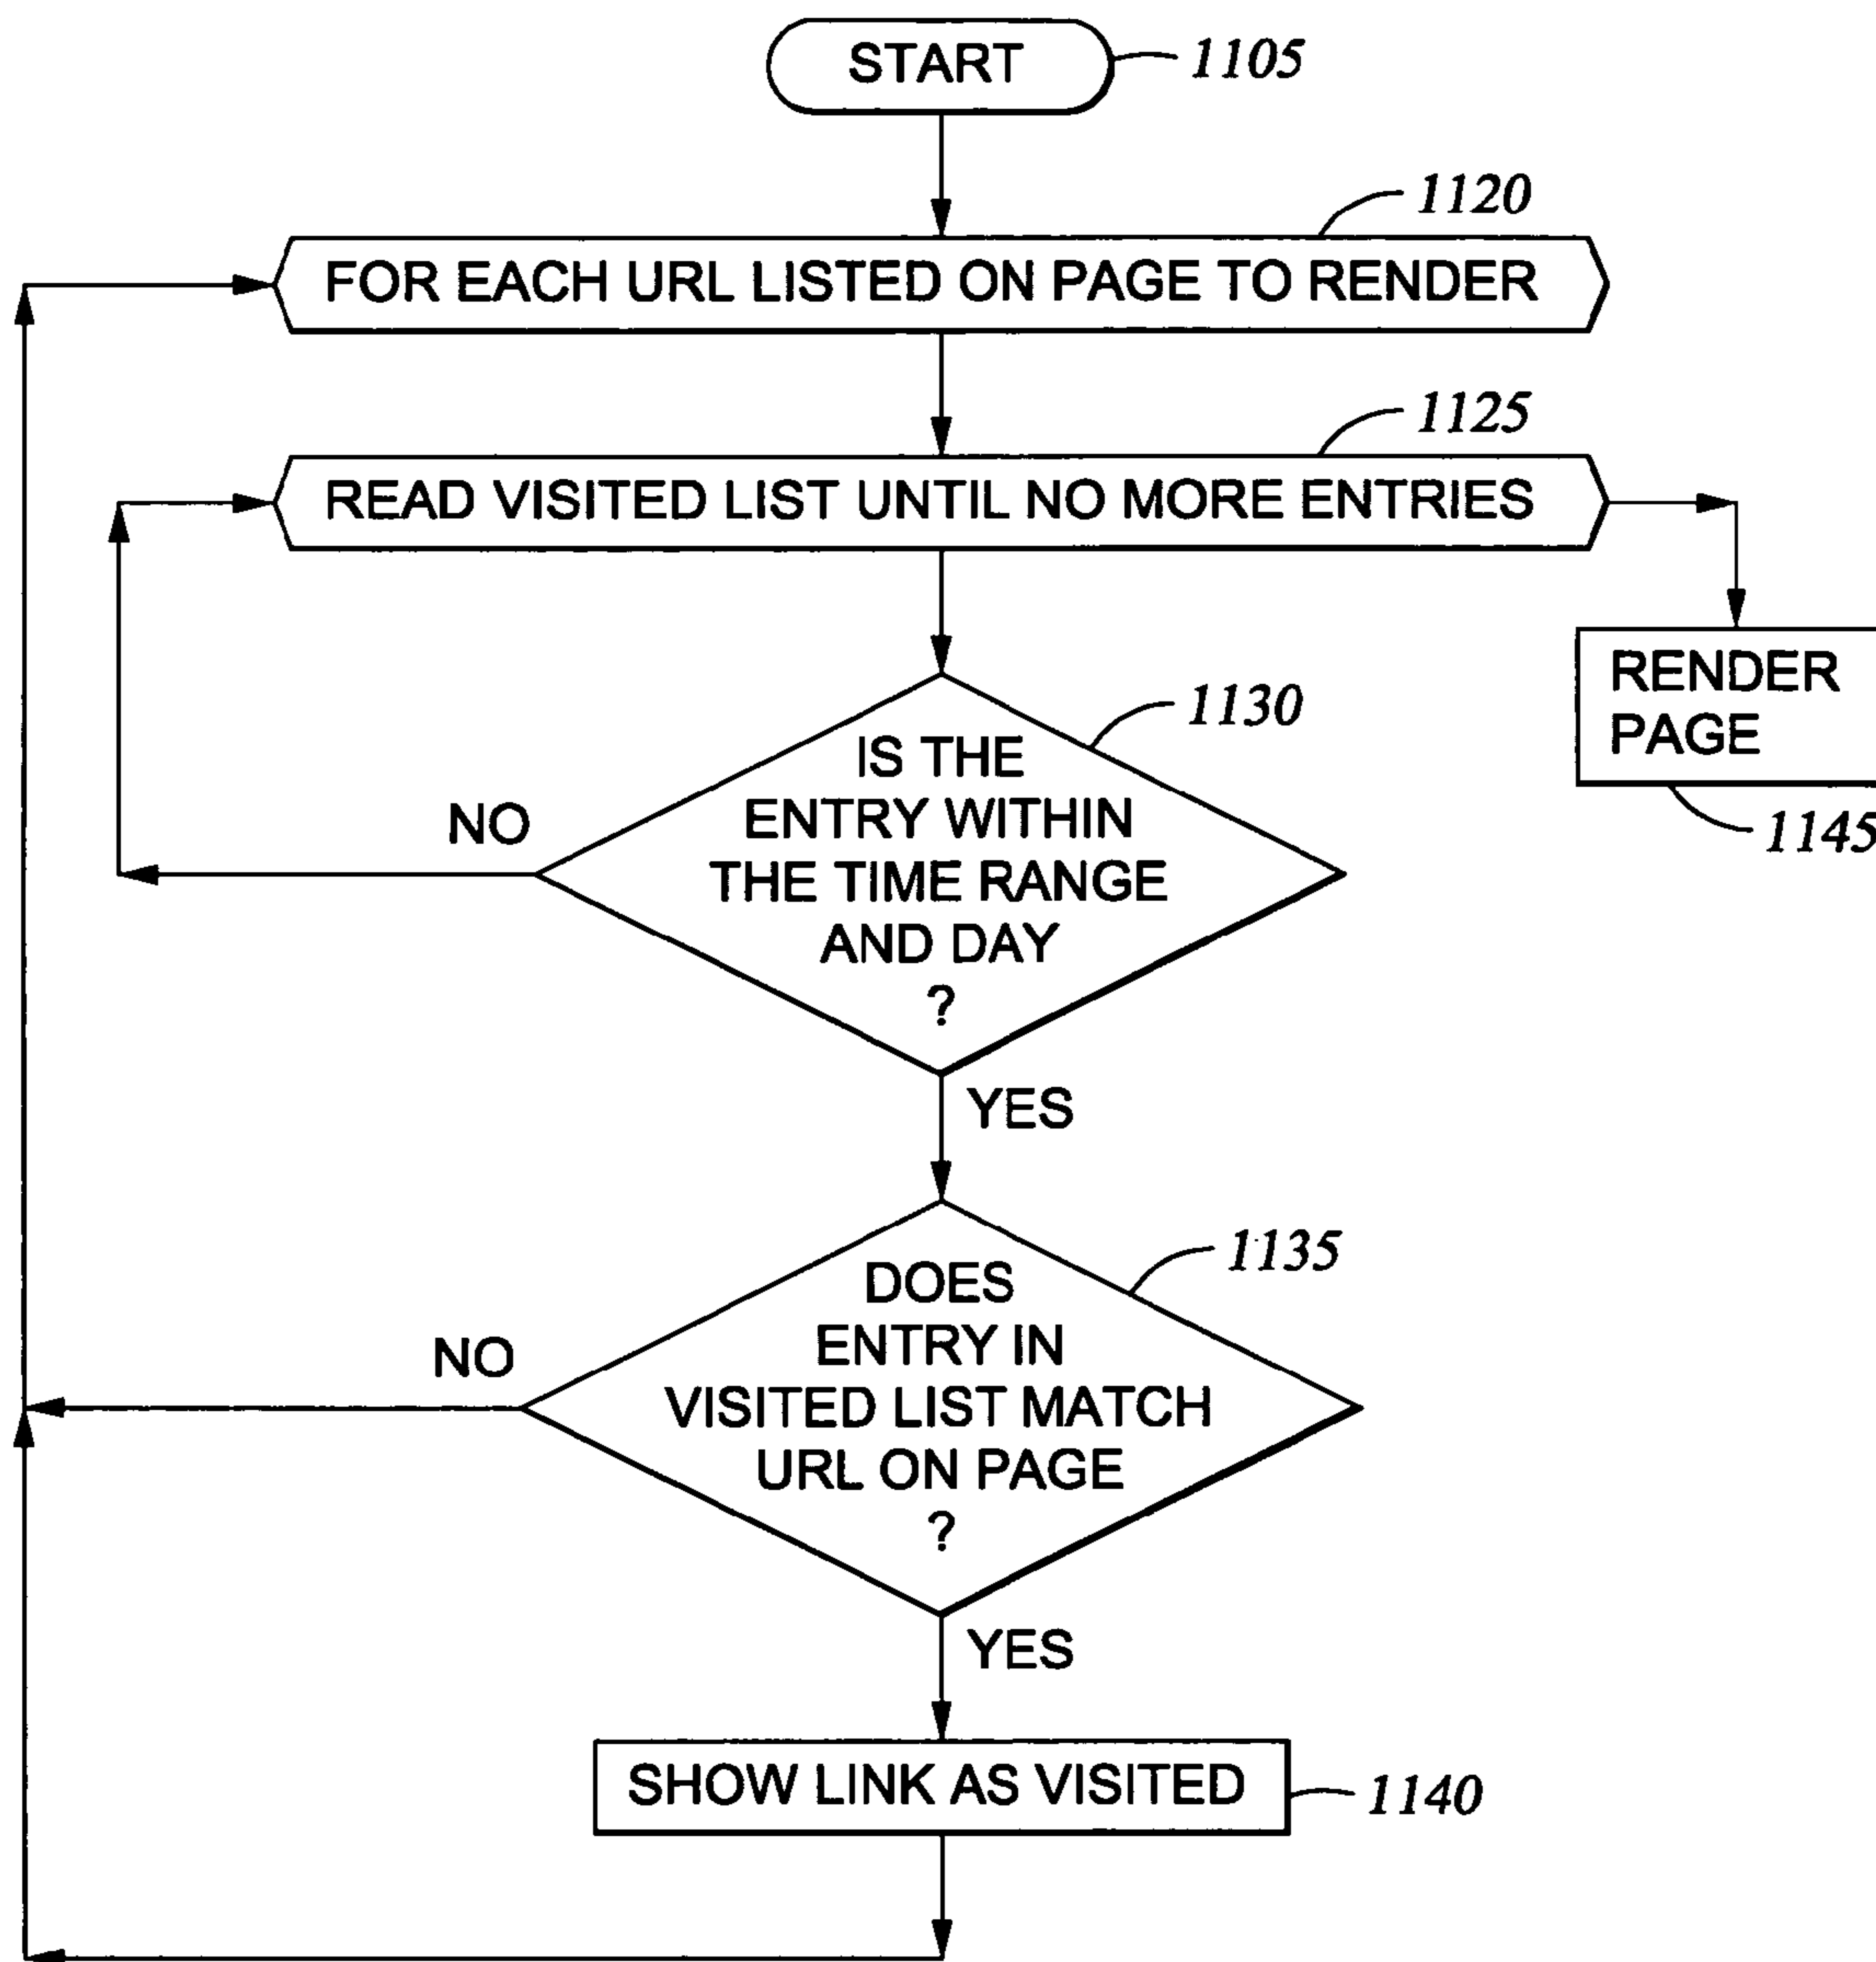 START
1105
1120
FOR EACH URL LISTED ON PAGE TO RENDER
1125
READ VISITED LIST UNTIL NO MORE ENTRIES
RENDER
PAGE
1145
1130
IS THE
ENTRY WITHIN
THE TIME RANGE
AND DAY
?
NO
YES
1135
DOES
ENTRY IN
VISITED LIST MATCH
URL ON PAGE
?
NO
YES
SHOW LINK AS VISITED
1140